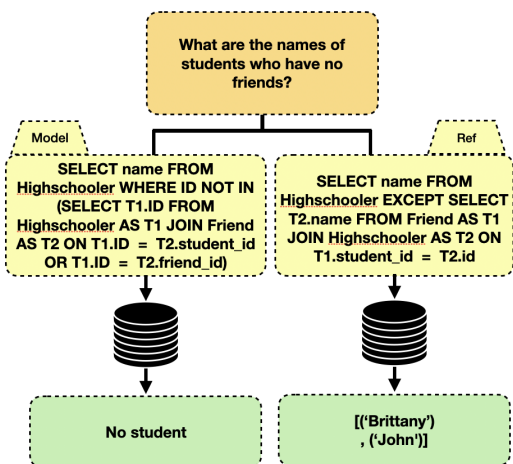 What are the names of
students who have no
friends?
Model
SELECT name FROM
Highschooler WHERE ID NOT IN
(SELECT T1.ID FROM
Highschooler AS T1 JOIN Friend
AS T2 ON T1.ID = T2.student_id
OR T1.ID = T2.friend_id)
Ref
SELECT name FROM
Highschooler EXCEPT SELECT
T2.name FROM Friend AS T1
JOIN Highschooler AS T2 ON
T1.student_id = T2.id
No student
[(‘Brittany’)
, (‘John')]